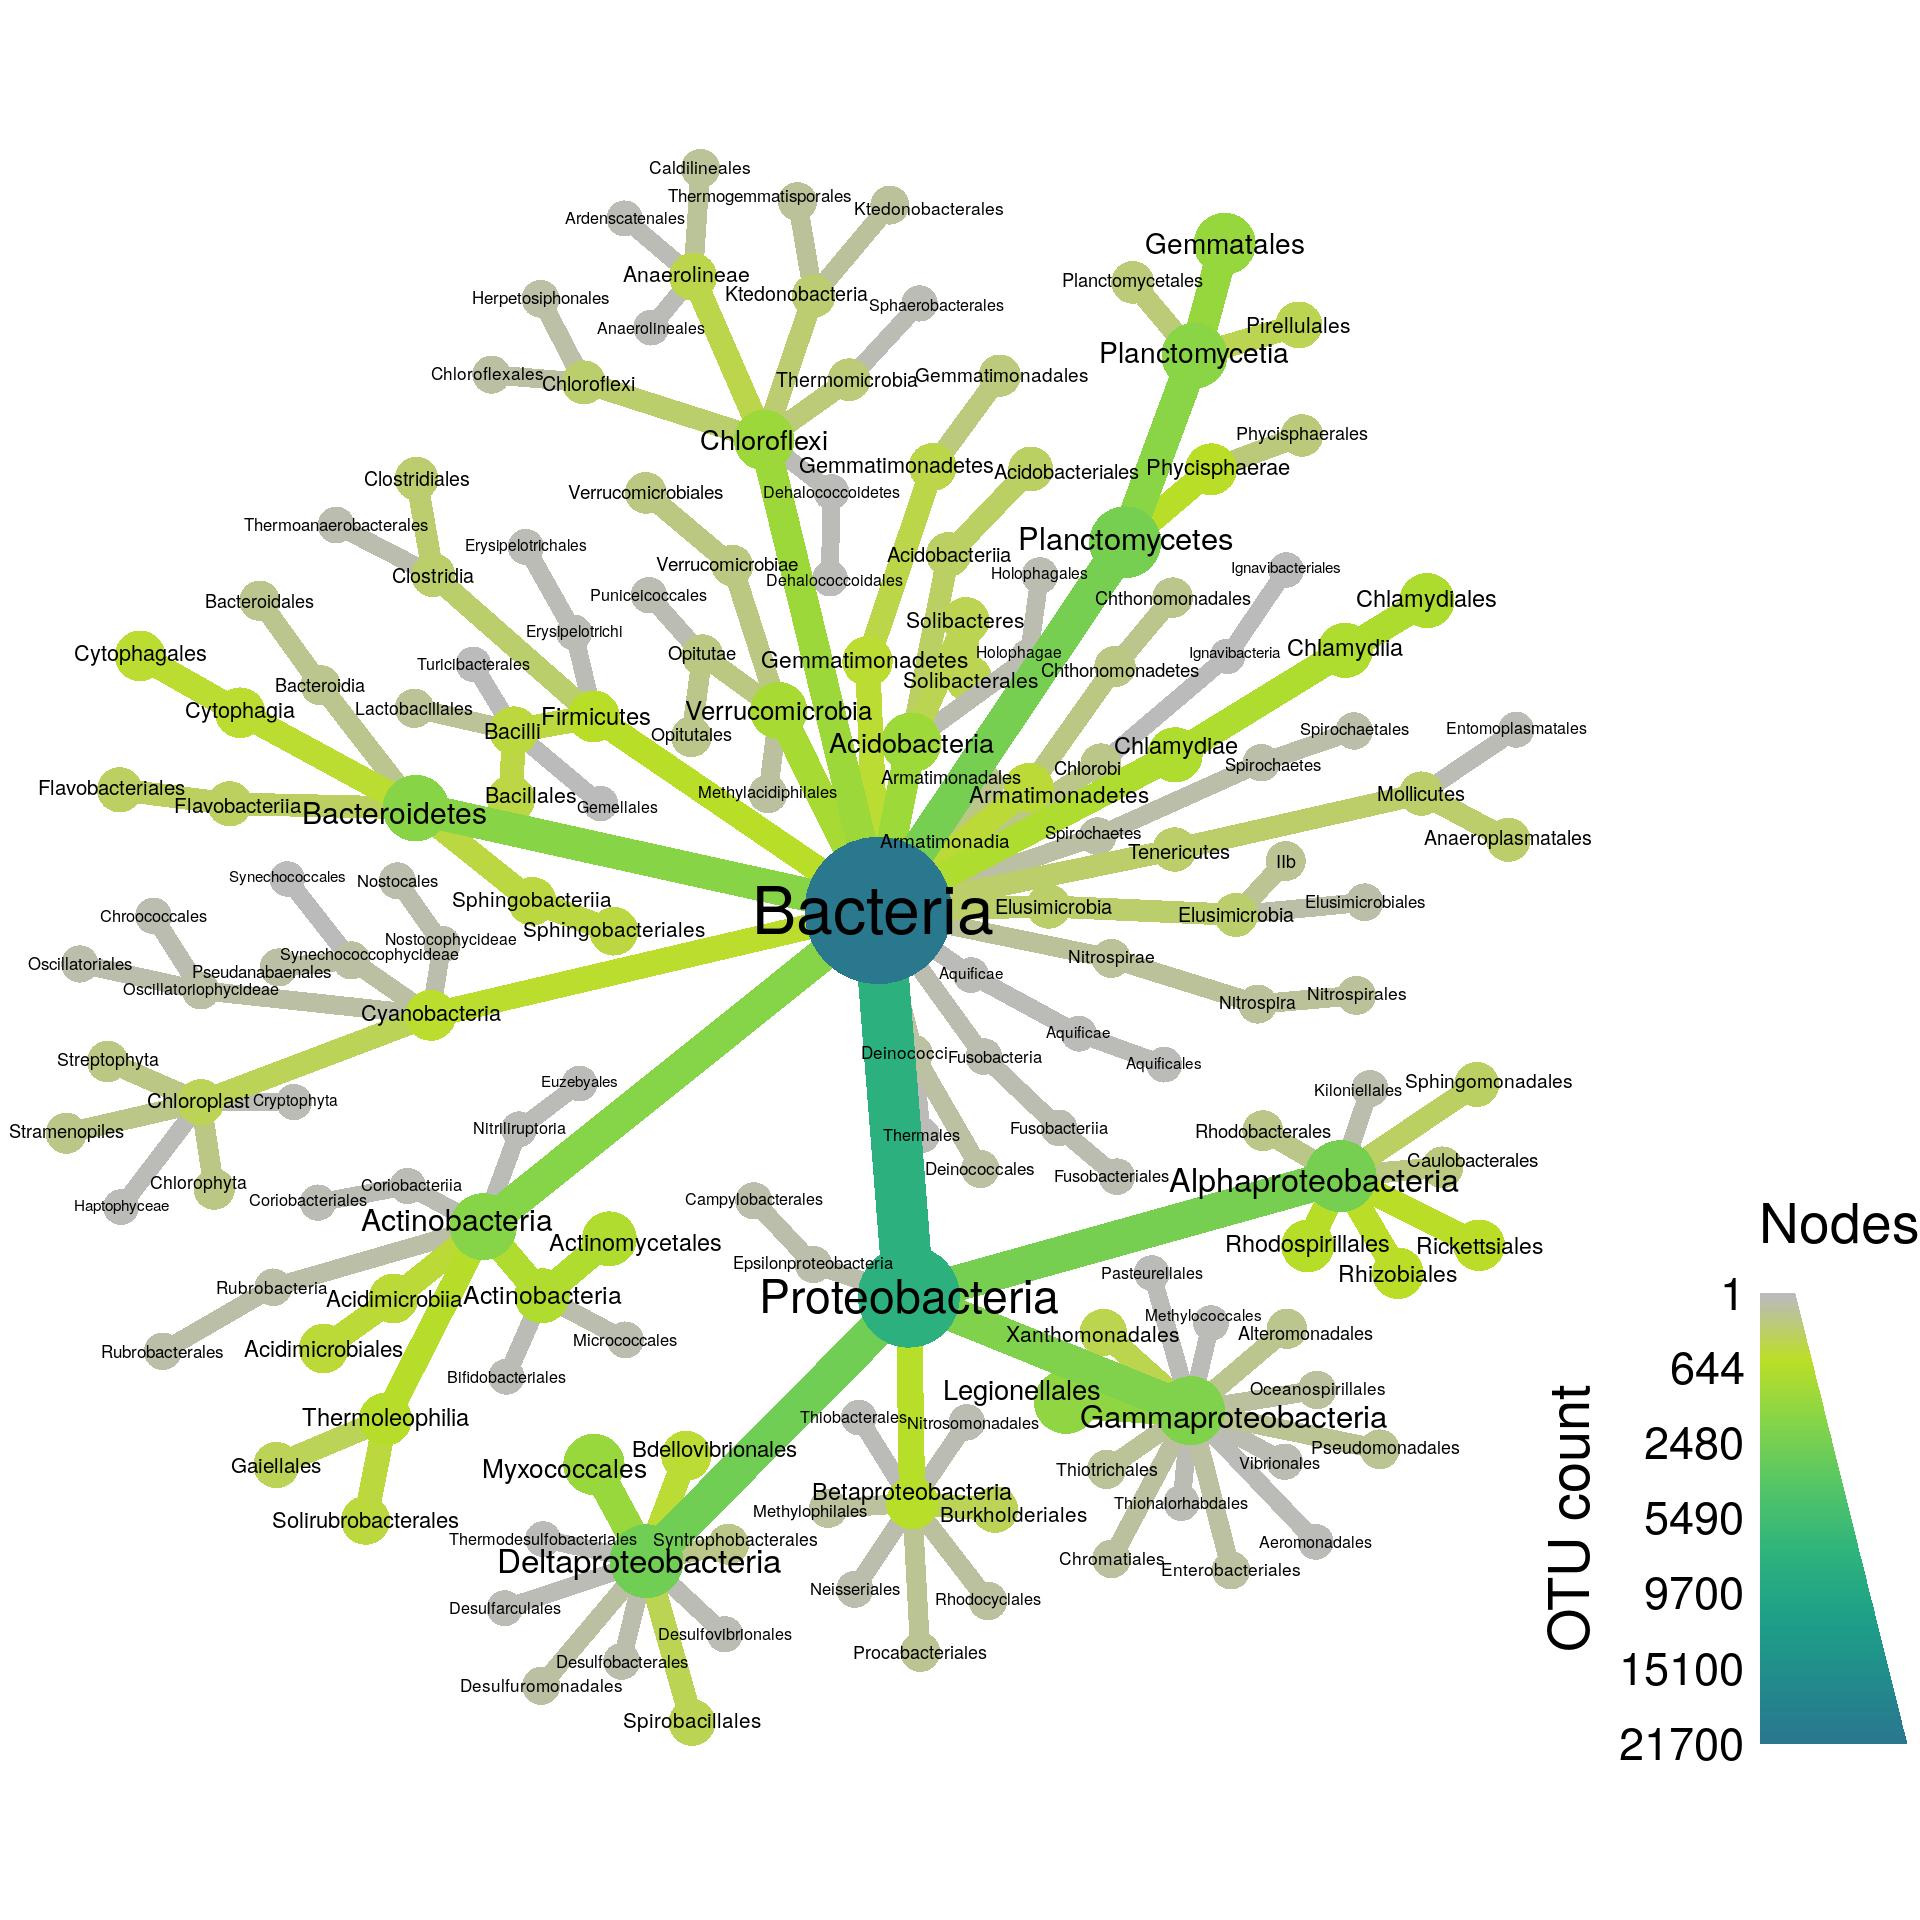 Caldilineales
Thermogemmatisporales
Ktedonobacterales
Ardenscatenales
Gemmatales
Anaerolineae
Planctomycetales
Ktedonobacteria
Herpetosiphonales
Sphaerobacterales
Anaerolineales
Pirellulales
Planctomycetia
Chloroflexales
Chloroflexi
Thermomicrobia
Gemmatimonadales
Phycisphaerales
Chloroflexi
Gemmatimonadetes
Acidobacteriales
Phycisphaerae
Clostridiales
Verrucomicrobiales
Dehalococcoidetes
Thermoanaerobacterales
Erysipelotrichales
Planctomycetes
Acidobacteriia
Verrucomicrobiae
Clostridia
Dehalococcoidales
Holophagales
Ignavibacteriales
Puniceicoccales
Chthonomonadales
Chlamydiales
Bacteroidales
Solibacteres
Erysipelotrichi
Cytophagales
Turicibacterales
Opitutae
Gemmatimonadetes
Holophagae
Ignavibacteria
Chlamydiia
Chthonomonadetes
Solibacterales
Bacteroidia
Cytophagia
Lactobacillales
Firmicutes
Verrucomicrobia
Bacilli
Opitutales
Acidobacteria
Chlamydiae
Spirochaetales
Entomoplasmatales
Chlorobi
Spirochaetes
Armatimonadales
Flavobacteriales
Flavobacteriia
Bacteroidetes
Bacillales
Gemellales
Methylacidiphilales
Armatimonadetes
Mollicutes
Armatimonadia
Spirochaetes
Tenericutes
Anaeroplasmatales
IIb
Synechococcales
Nostocales
Sphingobacteriia
Bacteria
Elusimicrobia
Elusimicrobia
Elusimicrobiales
Chroococcales
Sphingobacteriales
Nostocophycideae
Synechococcophycideae
Oscillatoriales
Pseudanabaenales
Oscillatoriophycideae
Nitrospirae
Aquificae
Nitrospira
Nitrospirales
Cyanobacteria
Aquificae
Streptophyta
Deinococci
Fusobacteria
Aquificales
Euzebyales
Chloroplast
Cryptophyta
Kiloniellales
Sphingomonadales
Stramenopiles
Nitriliruptoria
Thermales
Fusobacteriia
Rhodobacterales
Caulobacterales
Deinococcales
Fusobacteriales
Chlorophyta
Haptophyceae
Coriobacteriales
Coriobacteriia
Campylobacterales
Alphaproteobacteria
Actinobacteria
Nodes
Actinomycetales
Rhodospirillales
Rickettsiales
Epsilonproteobacteria
Pasteurellales
Rhizobiales
Rubrobacteria
Acidimicrobiia
Actinobacteria
Proteobacteria
1
Methylococcales
Xanthomonadales
Alteromonadales
Rubrobacterales
Acidimicrobiales
Micrococcales
Bifidobacteriales
644
Legionellales
Oceanospirillales
Thermoleophilia
Thiobacterales
Nitrosomonadales
Gammaproteobacteria
Bdellovibrionales
Pseudomonadales
2480
Gaiellales
Myxococcales
Thiotrichales
Vibrionales
Betaproteobacteria
Methylophilales
Burkholderiales
Thiohalorhabdales
OTU count
5490
Solirubrobacterales
Thermodesulfobacteriales
Syntrophobacterales
Aeromonadales
Deltaproteobacteria
Chromatiales
Enterobacteriales
Neisseriales
Rhodocyclales
9700
Desulfarculales
Desulfovibrionales
Procabacteriales
Desulfobacterales
Desulfuromonadales
15100
Spirobacillales
21700